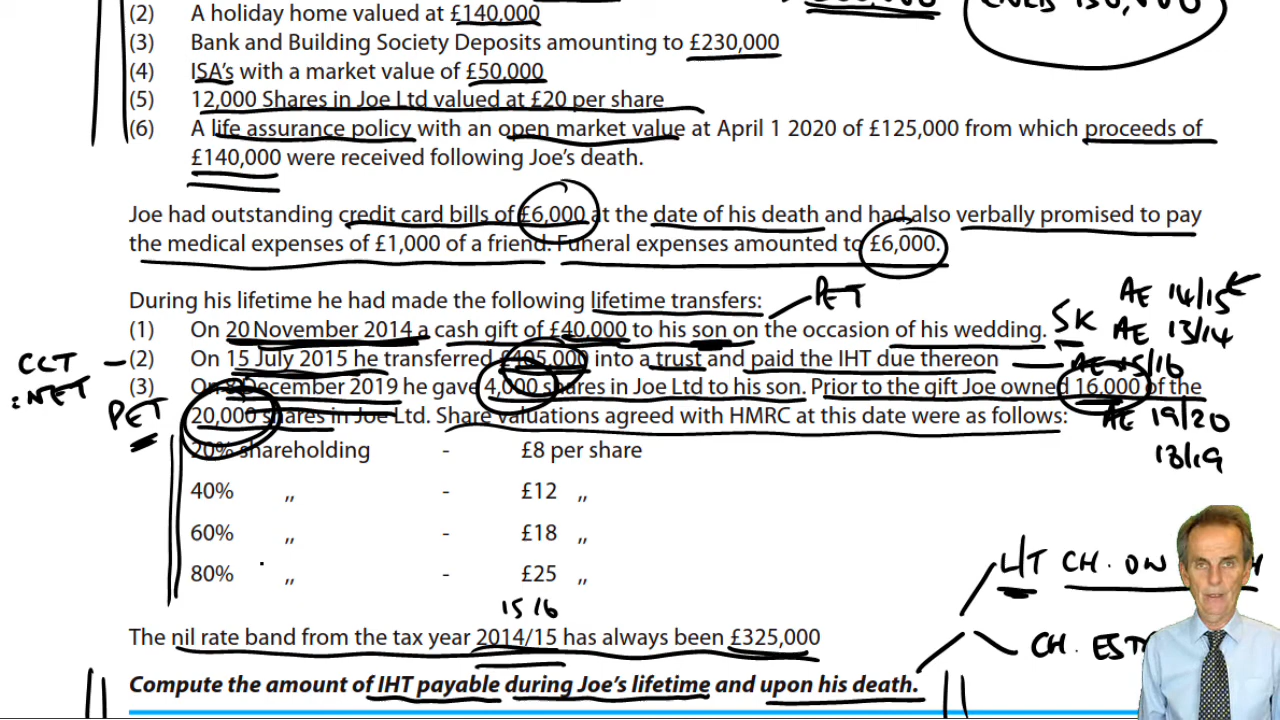 (2) A holiday home valued at £140,000
(3) Bank and Building Society Deposits amounting to £230,000
(4) ISA's with a market value of £50,000
(5) 12,000 Shares in Joe Ltd valued at £20 per share
(6) A life assurance policy with an open market value at April 1 2020 of £125,000 from which proceeds of
£140,000 were received following Joe's death.
Joe had outstanding credit card bills of £6,000 at the date of his death and had also verbally promised to pay
the medical expenses of £1,000 of a friend. Funeral expenses amounted to £6,000.
During his lifetime he had made the following lifetime transfers:
PET
AE 14/15
(1) On 20 November 2014 a cash gift of £40,000 to his son on the occasion of his wedding.
5K AE 13/14
CCT
(2) On 15 July 2015 he transferred £405,000 into a trust and paid the IHT due thereon
AE 15/16
: NET
(3) On 8 December 2019 he gave 4,000 shares in Joe Ltd to his son. Prior to the gift Joe owned 16,000 of the
PET
20,000 shares in Joe Ltd. Share valuations agreed with HMRC at this date were as follows:
AE 19/20
18/19
20% shareholding - £8 per share
40% ,, - £12 ,,
60% ,, - £18 ,,
80% ,, - £25 ,,
L/T CH. ON
15 16
The nil rate band from the tax year 2014/15 has always been £325,000
CH.
Compute the amount of IHT payable during Joe's lifetime and upon his death.